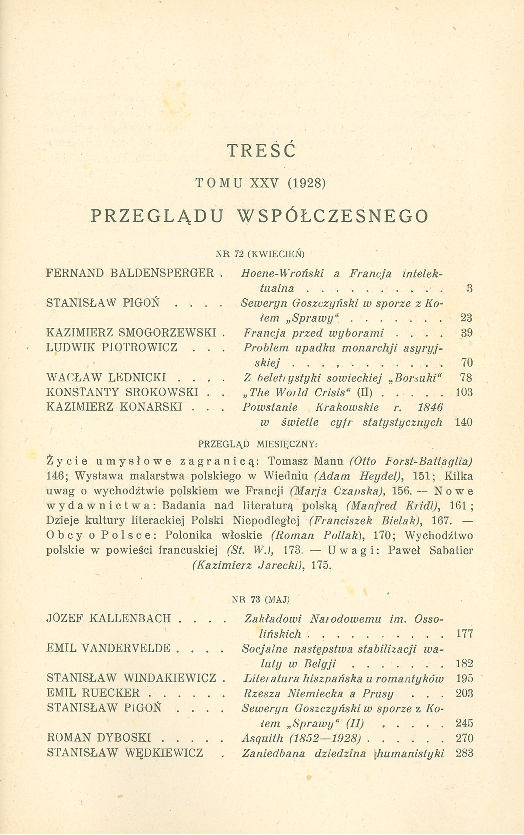 TREŚĆ
TOMU XXV (1928)
PRZEGLĄDU WSPÓŁCZESNEGO
NR 72 (KWIECIEŃ)
FERNAND BALDENSPERGER . Hoene-Wroński a Francja intelek-
tualna . . . . . . . . . . 3
STANISŁAW PIGOŃ . . . . Seweryn Goszczyński w sporze z Ko-
łem „Sprawy" . . . . . . . 23
KAZIMIERZ SMOGORZEWSKI . Francja przed wyborami . . . . 39
LUDWIK PIOTROWICZ . . . Problem upadku monarchji asyryj-
skiej . . . . . . . . . . . 70
WACŁAW LEDNICKI . . . . Z beletrystyki sowieckiej „Borsuki" 78
KONSTANTY SROKOWSKI . . „The World Crisis" (II) . . . . . 103
KAZIMIERZ KONARSKI . . . Powstanie Krakowskie r. 1846
w świetle cyfr statystycznych 140
PRZEGLĄD MIESIĘCZNY:
Życie umysłowe zagranicą: Tomasz Mann (Otto Forst-Battaglia)
146; Wystawa malarstwa polskiego w Wiedniu (Adam Heydel), 151; Kilka
uwag o wychodźtwie polskiem we Francji (Marja Czapska), 156. — Nowe
wydawnictwa: Badania nad literaturą polską (Manfred Kridl), 161;
Dzieje kultury literackiej Polski Niepodległej (Franciszek Bielak), 167. —
Obcy o Polsce: Polonika włoskie (Roman Pollak), 170; Wychodźtwo
polskie w powieści francuskiej (St. W.), 173. — Uwagi: Paweł Sabatier
(Kazimierz Jarecki), 175.
NR 73 (MAJ)
JÓZEF KALLENBACH . . . . Zakładowi Narodowemu im. Osso-
lińskich . . . . . . . . . . 177
EMIL VANDERVELDE . . . . Socjalne następstwa stabilizacji wa-
luty w Belgji . . . . . . . 182
STANISŁAW WINDAKIEWICZ . Literatura hiszpańska u romantyków 195
EMIL RUECKER . . . . . . Rzesza Niemiecka a Prusy . . . 203
STANISŁAW PIGOŃ . . . . Seweryn Goszczyński w sporze z Ko-
łem „Sprawy" (II) . . . . . 245
ROMAN DYBOSKI . . . . . Asquith (1852—1928) . . . . . . 270
STANISŁAW WĘDKIEWICZ . Zaniedbana dziedzina humanistyki 283